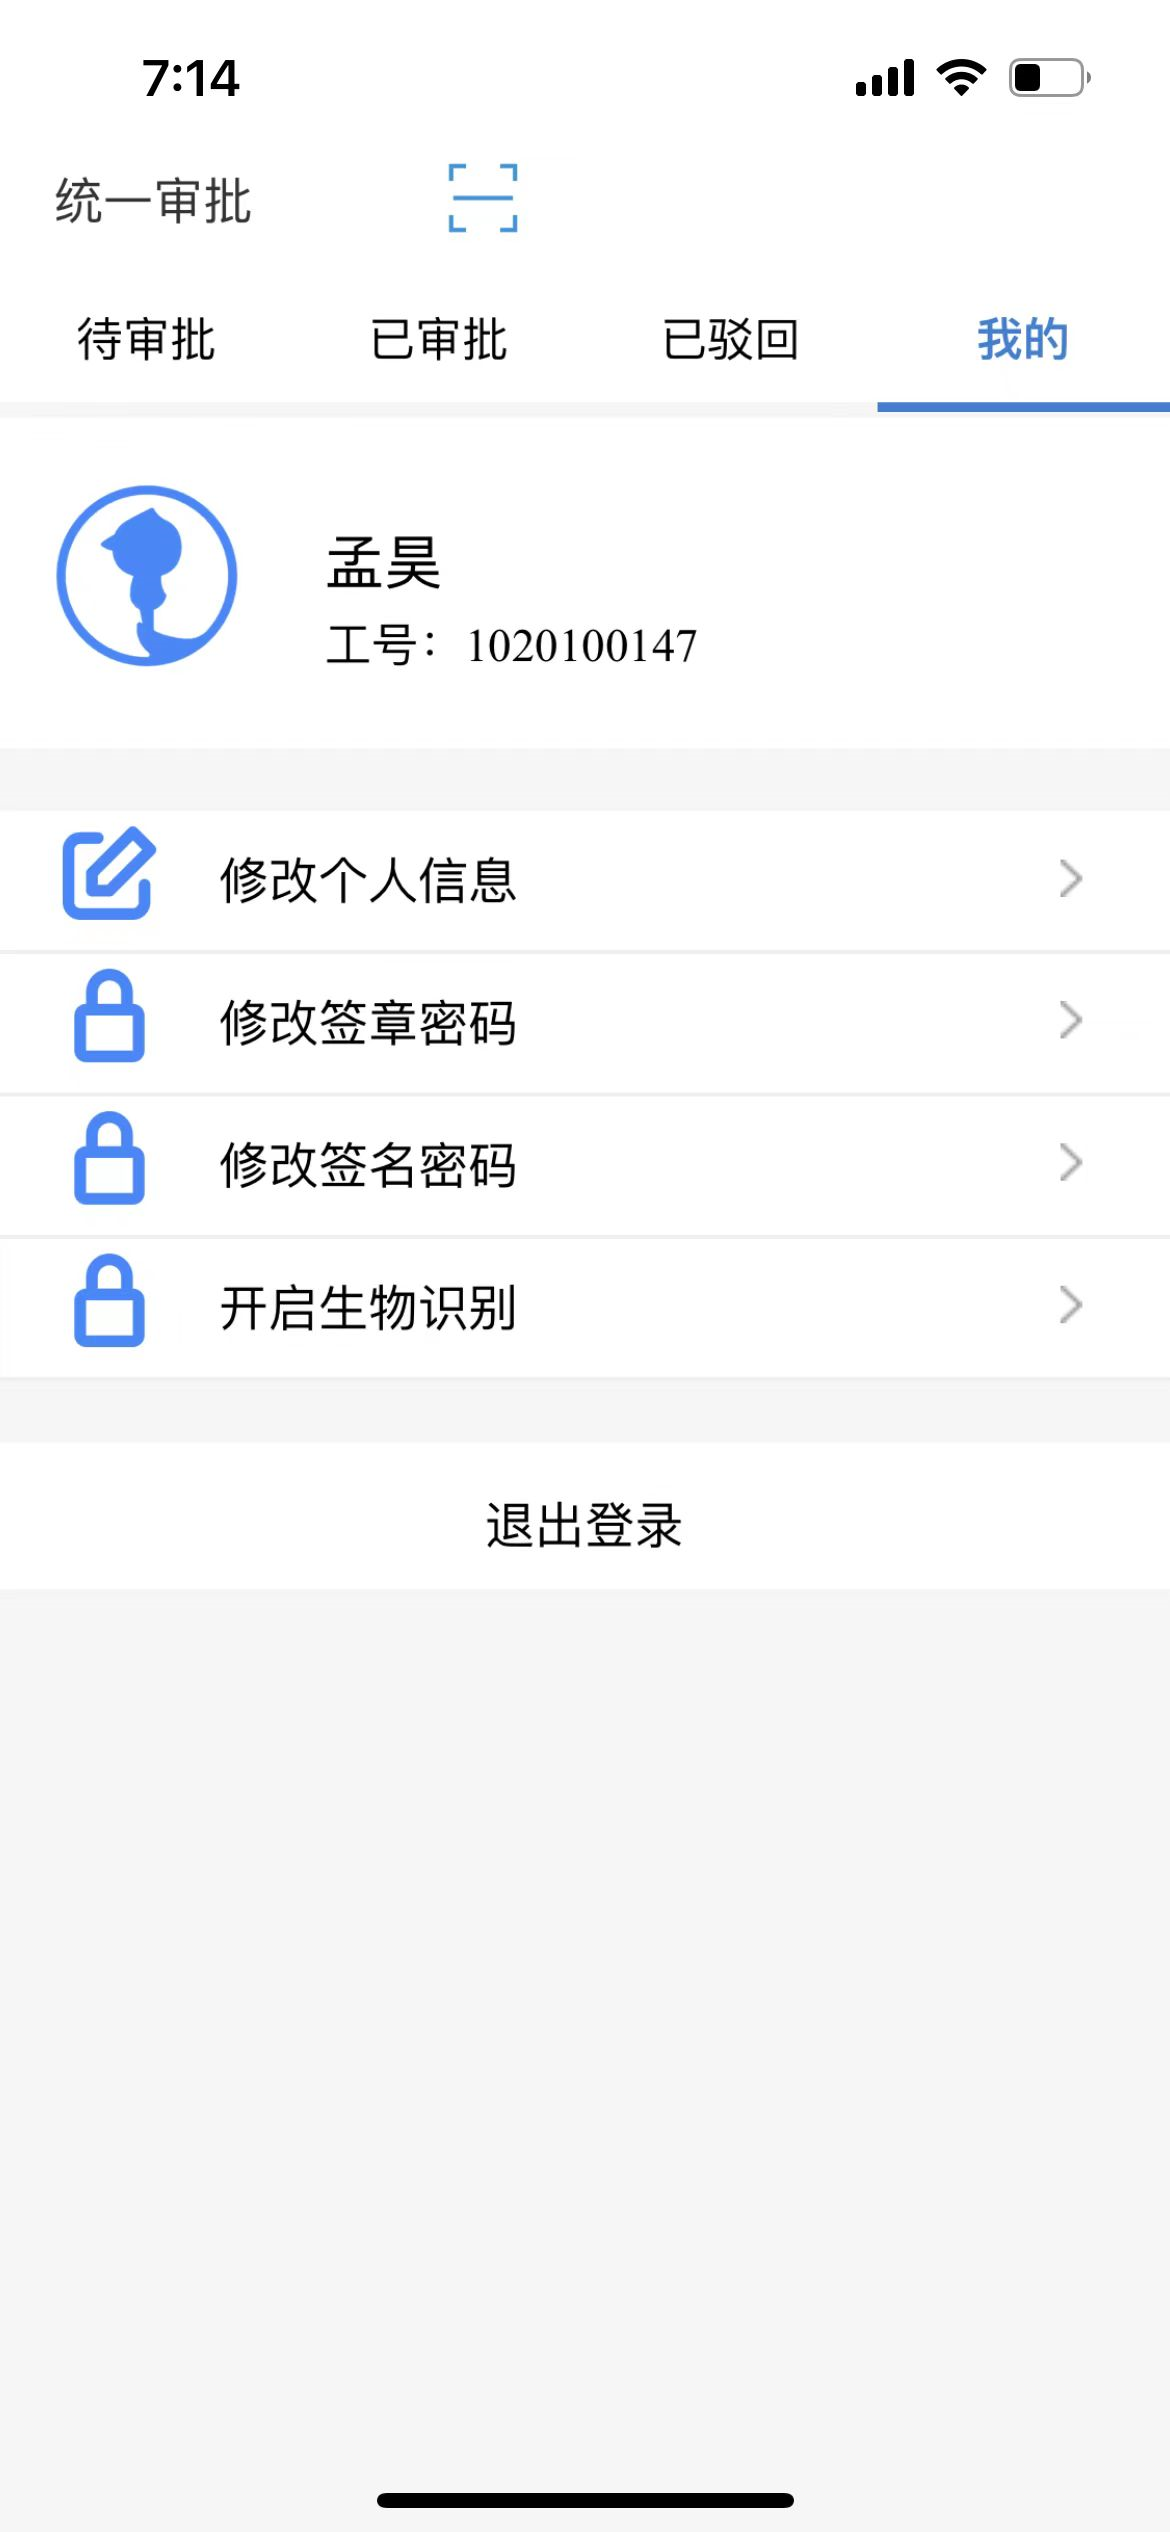 7:14
统一审批
待审批 已审批 已驳回 我的
孟昊
工号：1020100147
修改个人信息
修改签章密码
修改签名密码
开启生物识别
退出登录